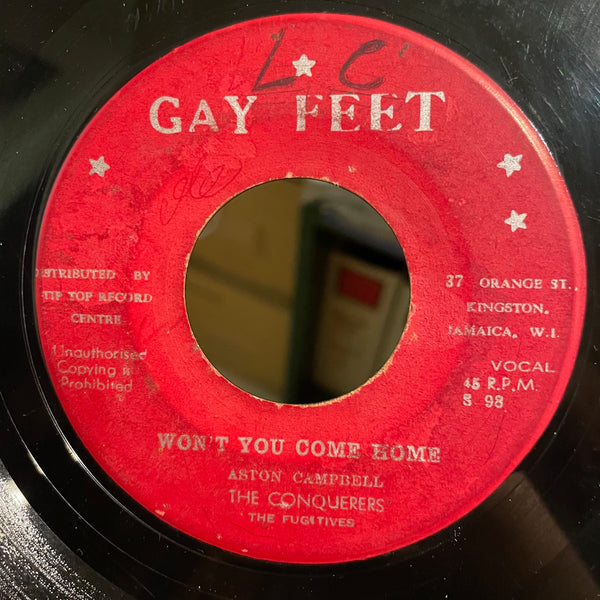 L C
GAY FEET
DISTRIBUTED BY
TIP TOP RECORD
CENTRE
Unauthorised
Copying is
Prohibited
37 ORANGE ST.,
KINGSTON.
JAMAICA, W.I.
VOCAL
45 R.P.M.
S 98
WON'T YOU COME HOME
ASTON CAMPBELL
THE CONQUERERS
THE FUGITIVES